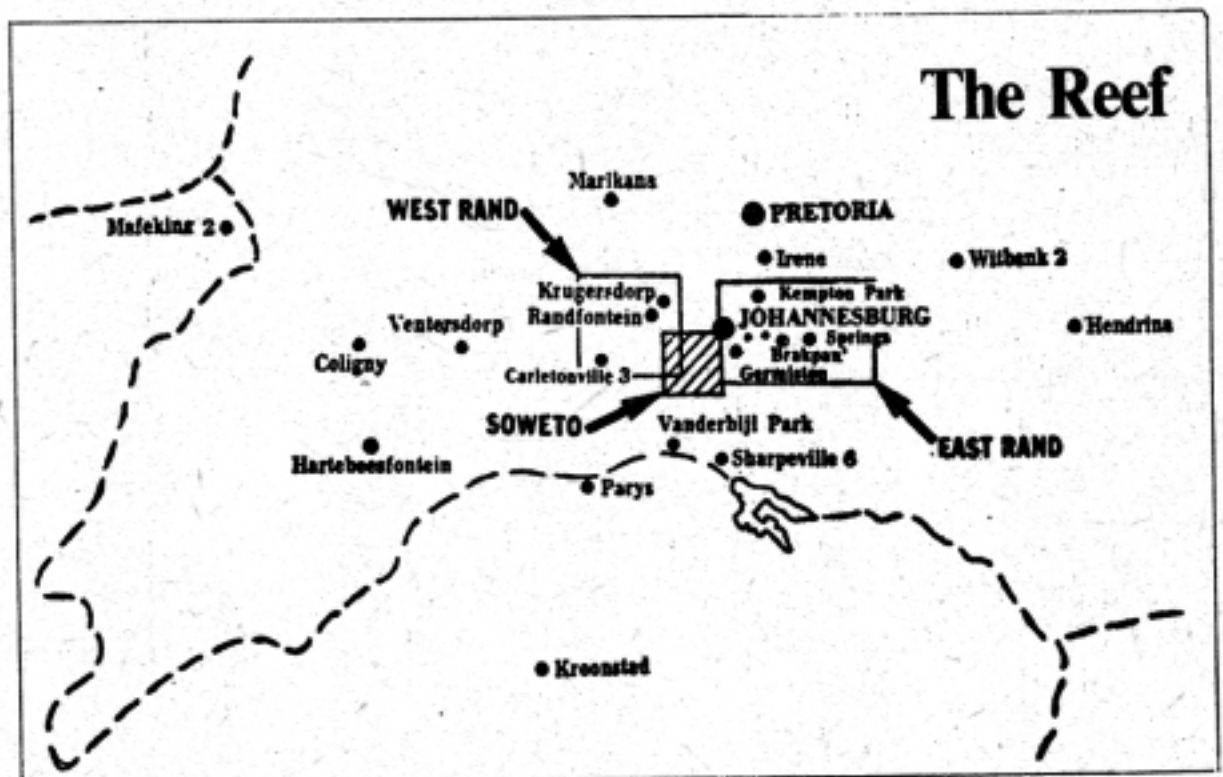 The Reef
Marikana
WEST RAND
PRETORIA
Mafeking 2
Irene
Witbank 2
Krugersdorp
Kempton Park
Randfontein
JOHANNESBURG
Ventersdorp
Springs
Hendrina
Coligny
Brakpan
Carletonville 3
Germiston
SOWETO
Vanderbijl Park
EAST RAND
Hartebeesfontein
Sharpeville 6
Parys
Kroonstad